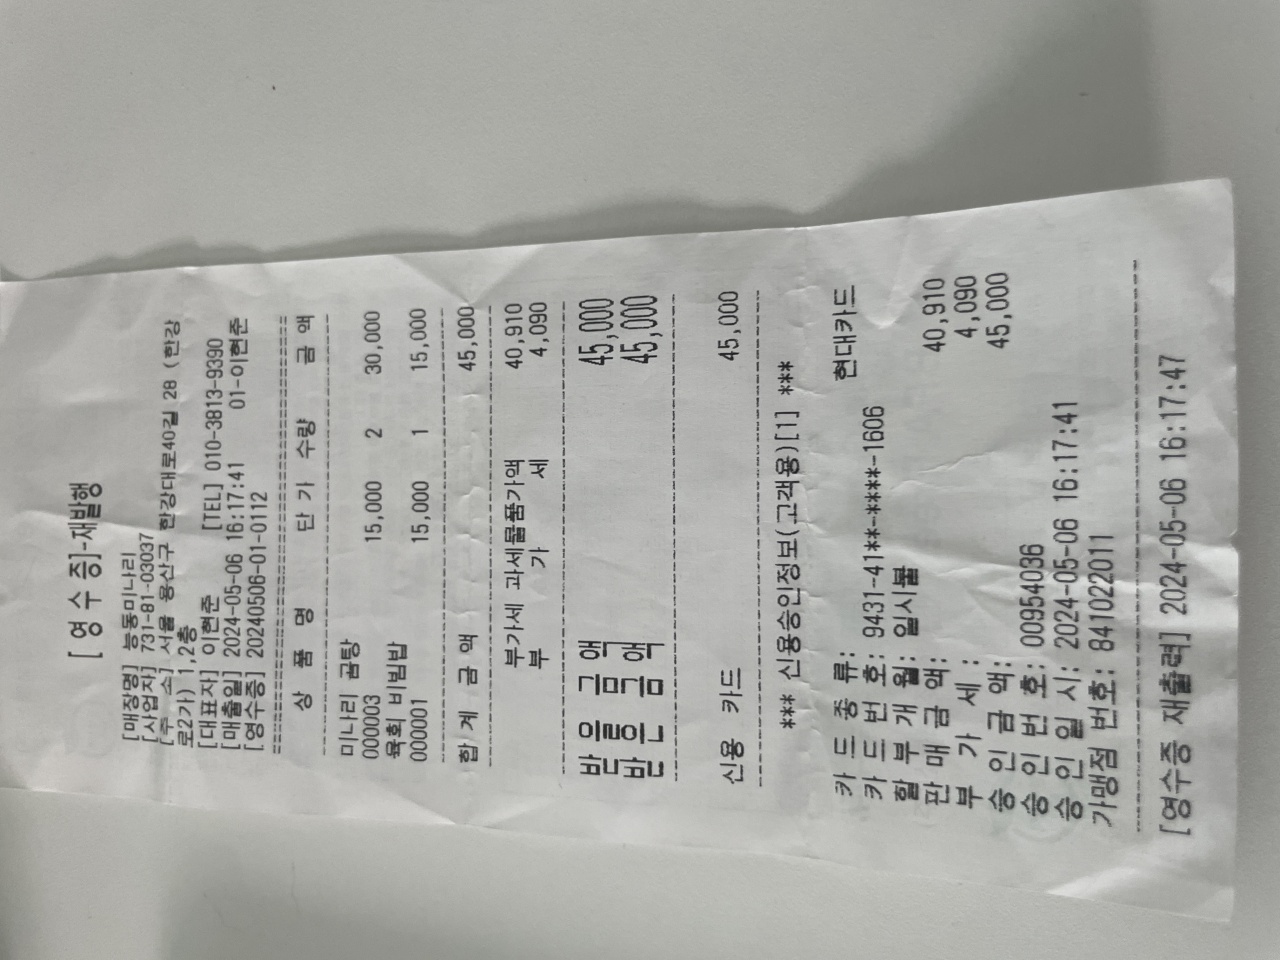 [영 수 증]-재발행
[매장명] 능동미나리
[사업자] 731-81-03037
[주 소] 서울 용산구 한강대로40길 28 (한강
로2가) 1,2층
[대표자] 이현준 [TEL] 010-3813-9390
[매출일] 2024-05-06 16:17:41 01-이현준
[영수증] 20240506-01-0112
상 품 명 단 가 수량 금 액
미나리 곰탕
000003 15,000 2 30,000
육회 비빔밥
000001 15,000 1 15,000
합 계 금 액 45,000
부가세 과세물품가액 40,910
부 가 세 4,090
받을금액 45,000
받은금액 45,000
신용 카드 45,000
*** 신용승인정보(고객용)[1] ***
카 드 종 류: 현대카드
카 드 번 호: 9431-41**-****-1606
할 부 개 월: 일시불
판 매 금 액: 40,910
부 가 세: 4,090
승 인 금 액: 45,000
승 인 번 호: 00954036
승 인 일 시: 2024-05-06 16:17:41
가맹점 번호: 841022011
[영수증 재출력] 2024-05-06 16:17:47